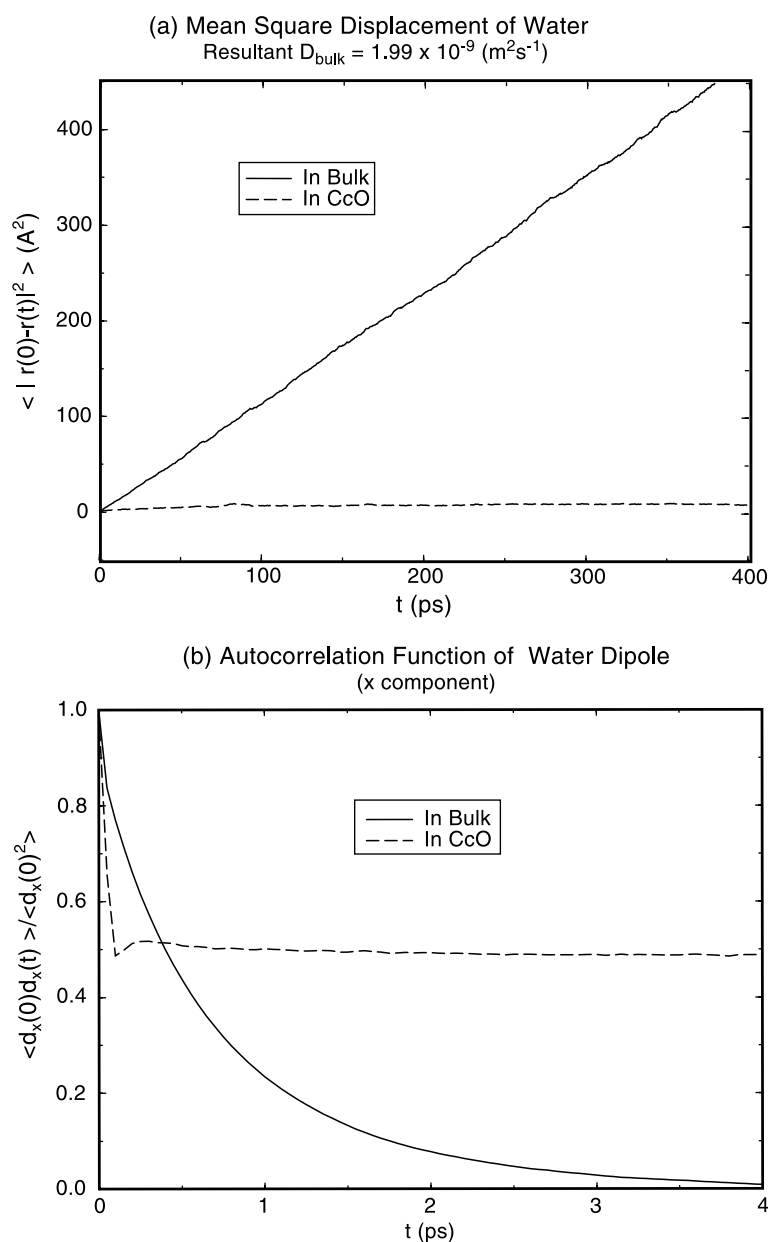 (a) Mean Square Displacement of Water
Resultant D_bulk = 1.99 x 10^-9 (m^2s^-1)
400
300
200
100
0
< | r(0)-r(t)|^2 > (A^2)
In Bulk
In CcO
0
100
200
300
400
t (ps)
(b) Autocorrelation Function of Water Dipole
(x component)
1.0
0.8
0.6
0.4
0.2
0.0
<d_x(0)d_x(t) >/<d_x(0)^2>
In Bulk
In CcO
0
1
2
3
4
t (ps)